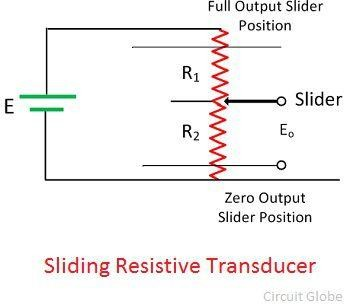 Full Output Slider
Position
R₁
Slider
E
R₂
Eₒ
Zero Output
Slider Position
Sliding Resistive Transducer
Circuit Globe